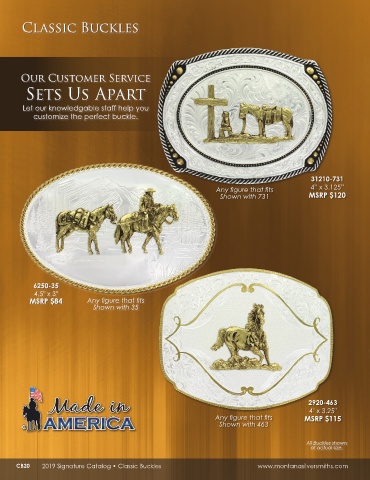 Classic Buckles
Our Customer Service
Sets Us Apart
Let our knowledgable staff help you
customize the perfect buckle.
31210-731
4" x 3.125"
MSRP $120
Any figure that fits
Shown with 731
6250-35
4.5" x 3"
MSRP $84
Any figure that fits
Shown with 35
2920-463
4" x 3.25"
MSRP $115
Any figure that fits
Shown with 463
Made in
AMERICA
All Buckles shown
at actual size.
CB20 2019 Signature Catalog • Classic Buckles www.montanasilversmiths.com